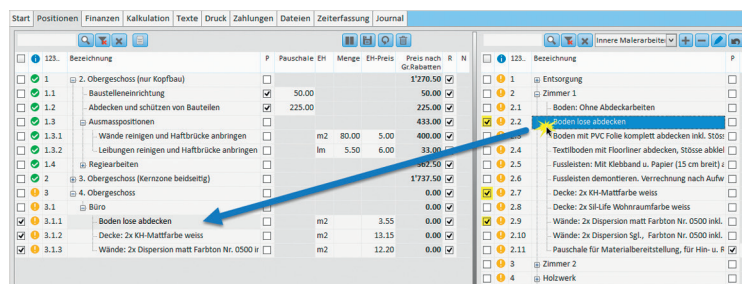 Start Positionen Finanzen Kalkulation Texte Druck Zahlungen Dateien Zeiterfassung Journal
123.. Bezeichnung P Pauschale EH Menge EH-Preis Preis nach Gr.Rabatten R N
1 2. Obergeschoss (nur Kopfbau) 1'270.50
1.1 Baustelleneinrichtung 50.00 50.00
1.2 Abdecken und schützen von Bauteilen 225.00 225.00
1.3 Ausmasspositionen 433.00
1.3.1 Wände reinigen und Haftbrücke anbringen m2 80.00 5.00 400.00
1.3.2 Leibungen reinigen und Haftbrücke anbringen lm 5.50 6.00 33.00
1.4 Regiearbeiten 562.50
2 3. Obergeschoss (Kernzone beidseitig) 1'737.50
3 4. Obergeschoss 0.00
3.1 Büro 0.00
3.1.1 Boden lose abdecken m2 3.55 0.00
3.1.2 Decke: 2x KH-Mattfarbe weiss m2 13.15 0.00
3.1.3 Wände: 2x Dispersion matt Farbton Nr. 0500 ir m2 12.20 0.00
Innere Malerarbeiter
123.. Bezeichnung P
1 Entsorgung
2 Zimmer 1
2.1 Boden: Ohne Abdeckarbeiten
2.2 Boden lose abdecken
2.3 Boden mit PVC Folie komplett abdecken inkl. Stöss
2.4 Textilboden mit Floorliner abdecken, Stösse abklel
2.5 Fussleisten: Mit Klebband u. Papier (15 cm breit) a
2.6 Fussleisten demontieren. Verrechnung nach Aufw
2.7 Decke: 2x KH-Mattfarbe weiss
2.8 Decke: 2x Sil-Life Wohnraumfarbe weiss
2.9 Wände: 2x Dispersion matt Farbton Nr. 0500 inkl.
2.10 Wände: 2x Dispersion Sgl., Farbton Nr. 0500 inkl.
2.11 Pauschale für Materialbereitstellung, für Hin- u. R
3 Zimmer 2
4 Holzwerk